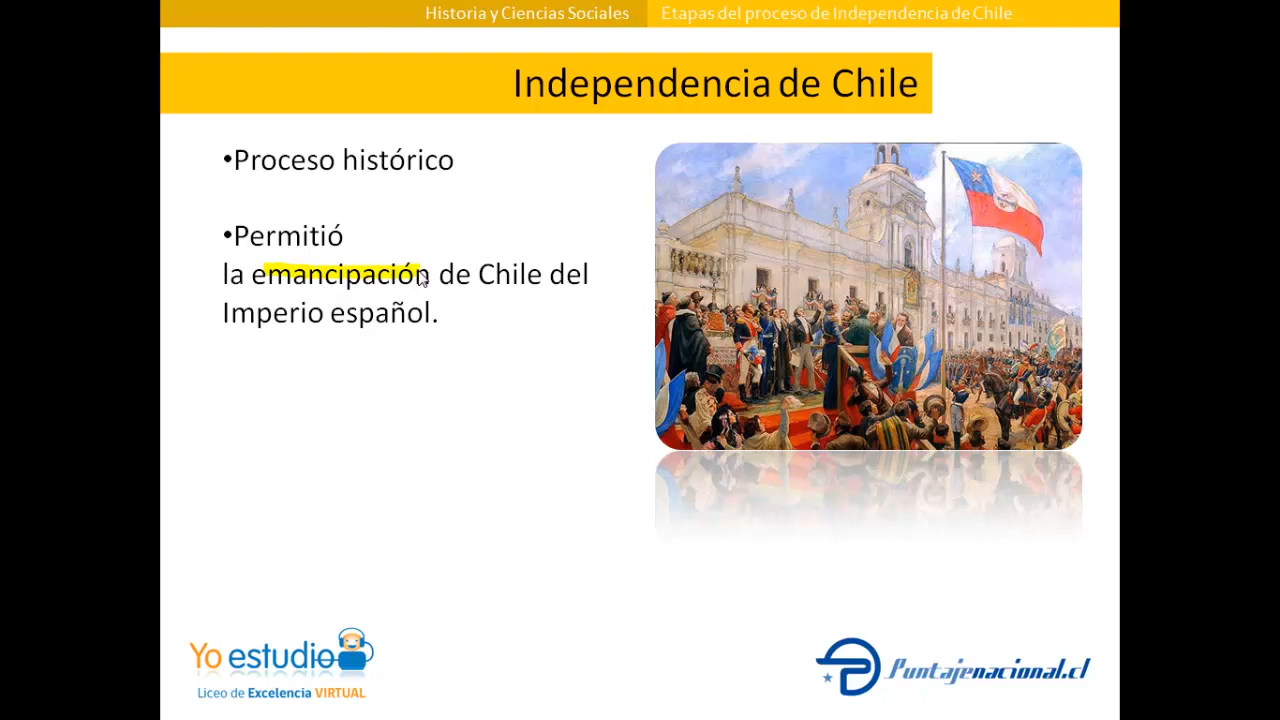 Historia y Ciencias Sociales Etapas del proceso de Independencia de Chile
Independencia de Chile
•Proceso histórico
•Permitió
la emancipación de Chile del
Imperio español.
Yo estudio
Liceo de Excelencia VIRTUAL
Puntajenacional.cl